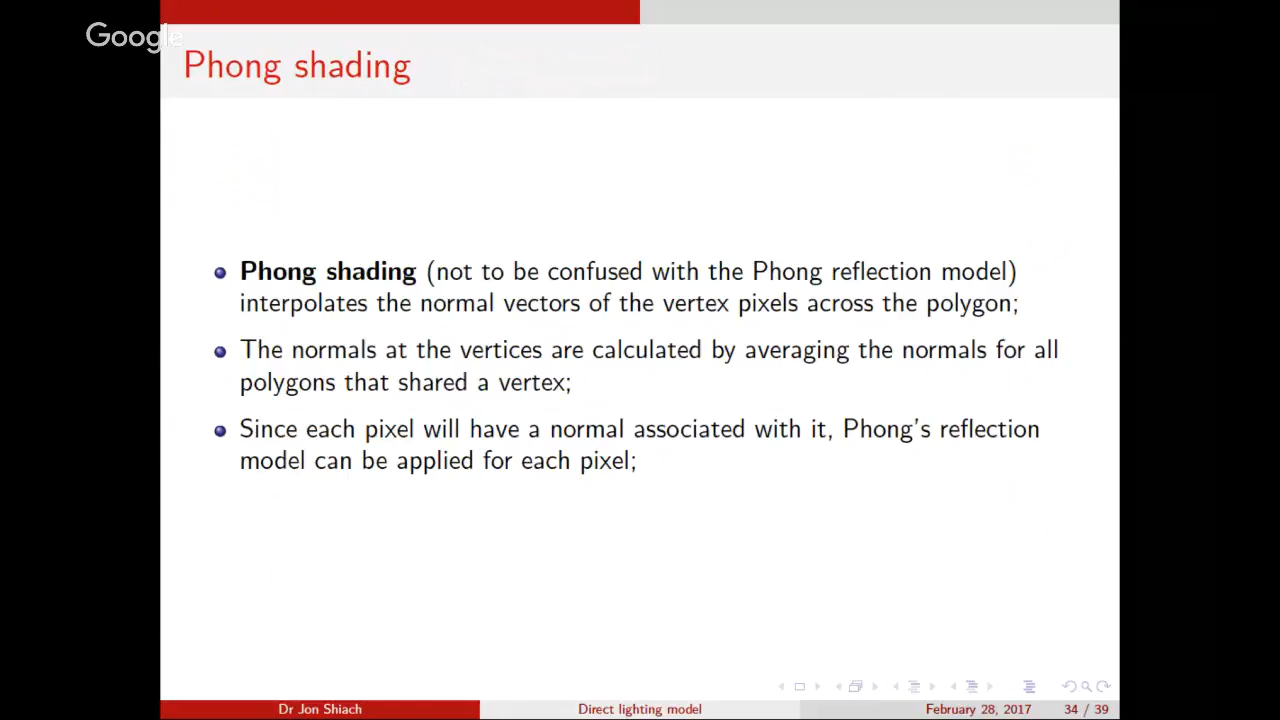 Google
Phong shading
Phong shading (not to be confused with the Phong reflection model)
interpolates the normal vectors of the vertex pixels across the polygon;
The normals at the vertices are calculated by averaging the normals for all
polygons that shared a vertex;
Since each pixel will have a normal associated with it, Phong's reflection
model can be applied for each pixel;
Dr Jon Shiach Direct lighting model February 28, 2017 34 / 39